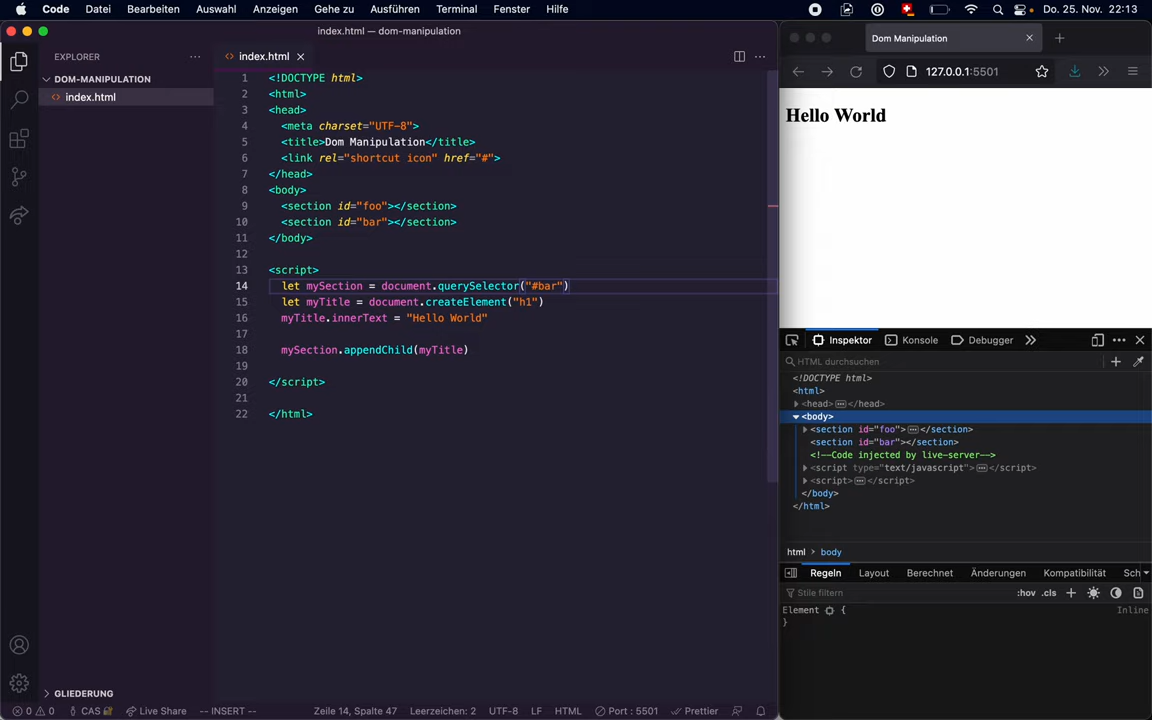 Code Datei Bearbeiten Auswahl Anzeigen Gehe zu Ausführen Terminal Fenster Hilfe Do. 25. Nov. 22:13
index.html — dom-manipulation
Dom Manipulation
EXPLORER
index.html
127.0.0.1:5501
DOM-MANIPULATION
index.html
1 <!DOCTYPE html>
2 <html>
3 <head>
4 <meta charset="UTF-8">
5 <title>Dom Manipulation</title>
6 <link rel="shortcut icon" href="#">
7 </head>
8 <body>
9 <section id="foo"></section>
10 <section id="bar"></section>
11 </body>
12
13 <script>
14 let mySection = document.querySelector("#bar")
15 let myTitle = document.createElement("h1")
16 myTitle.innerText = "Hello World"
17
18 mySection.appendChild(myTitle)
19
20 </script>
21
22 </html>
Hello World
Inspektor Konsole Debugger
HTML durchsuchen
<!DOCTYPE html>
<html>
<head> </head>
<body>
<section id="foo"> </section>
<section id="bar"></section>
<!--Code injected by live-server-->
<script type="text/javascript"> </script>
<script> </script>
</body>
</html>
html > body
Regeln Layout Berechnet Änderungen Kompatibilität Sch
Stile filtern :hov .cls
Element { Inline
}
GLIEDERUNG
0 0 CAS Live Share -- INSERT -- Zeile 14, Spalte 47 Leerzeichen: 2 UTF-8 LF HTML Port : 5501 Prettier